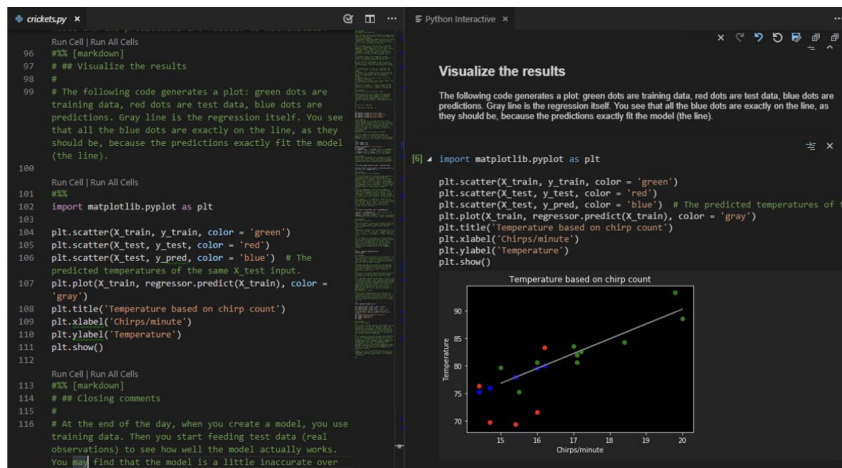 crickets.py
Run Cell | Run All Cells
96 #%% [markdown]
97 # ## Visualize the results
98 #
99 # The following code generates a plot: green dots are
training data, red dots are test data, blue dots are
predictions. Gray line is the regression itself. You see
that all the blue dots are exactly on the line, as they
should be, because the predictions exactly fit the model
(the line).
100
Run Cell | Run All Cells
101 #%%
102 import matplotlib.pyplot as plt
103
104 plt.scatter(X_train, y_train, color = 'green')
105 plt.scatter(X_test, y_test, color = 'red')
106 plt.scatter(X_test, y_pred, color = 'blue')  # The
predicted temperatures of the same X_test input.
107 plt.plot(X_train, regressor.predict(X_train), color =
'gray')
108 plt.title('Temperature based on chirp count')
109 plt.xlabel('Chirps/minute')
110 plt.ylabel('Temperature')
111 plt.show()
112
Run Cell | Run All Cells
113 #%% [markdown]
114 # ## Closing comments
115 #
116 # At the end of the day, when you create a model, you use
training data. Then you start feeding test data (real
observations) to see how well the model actually works.
You may find that the model is a little inaccurate over
Python Interactive
Visualize the results
The following code generates a plot: green dots are training data, red dots are test data, blue dots are
predictions. Gray line is the regression itself. You see that all the blue dots are exactly on the line, as
they should be, because the predictions exactly fit the model (the line).
[6] import matplotlib.pyplot as plt
plt.scatter(X_train, y_train, color = 'green')
plt.scatter(X_test, y_test, color = 'red')
plt.scatter(X_test, y_pred, color = 'blue')  # The predicted temperatures of t
plt.plot(X_train, regressor.predict(X_train), color = 'gray')
plt.title('Temperature based on chirp count')
plt.xlabel('Chirps/minute')
plt.ylabel('Temperature')
plt.show()
Temperature based on chirp count
Temperature
90
85
80
75
70
15 16 17 18 19 20
Chirps/minute